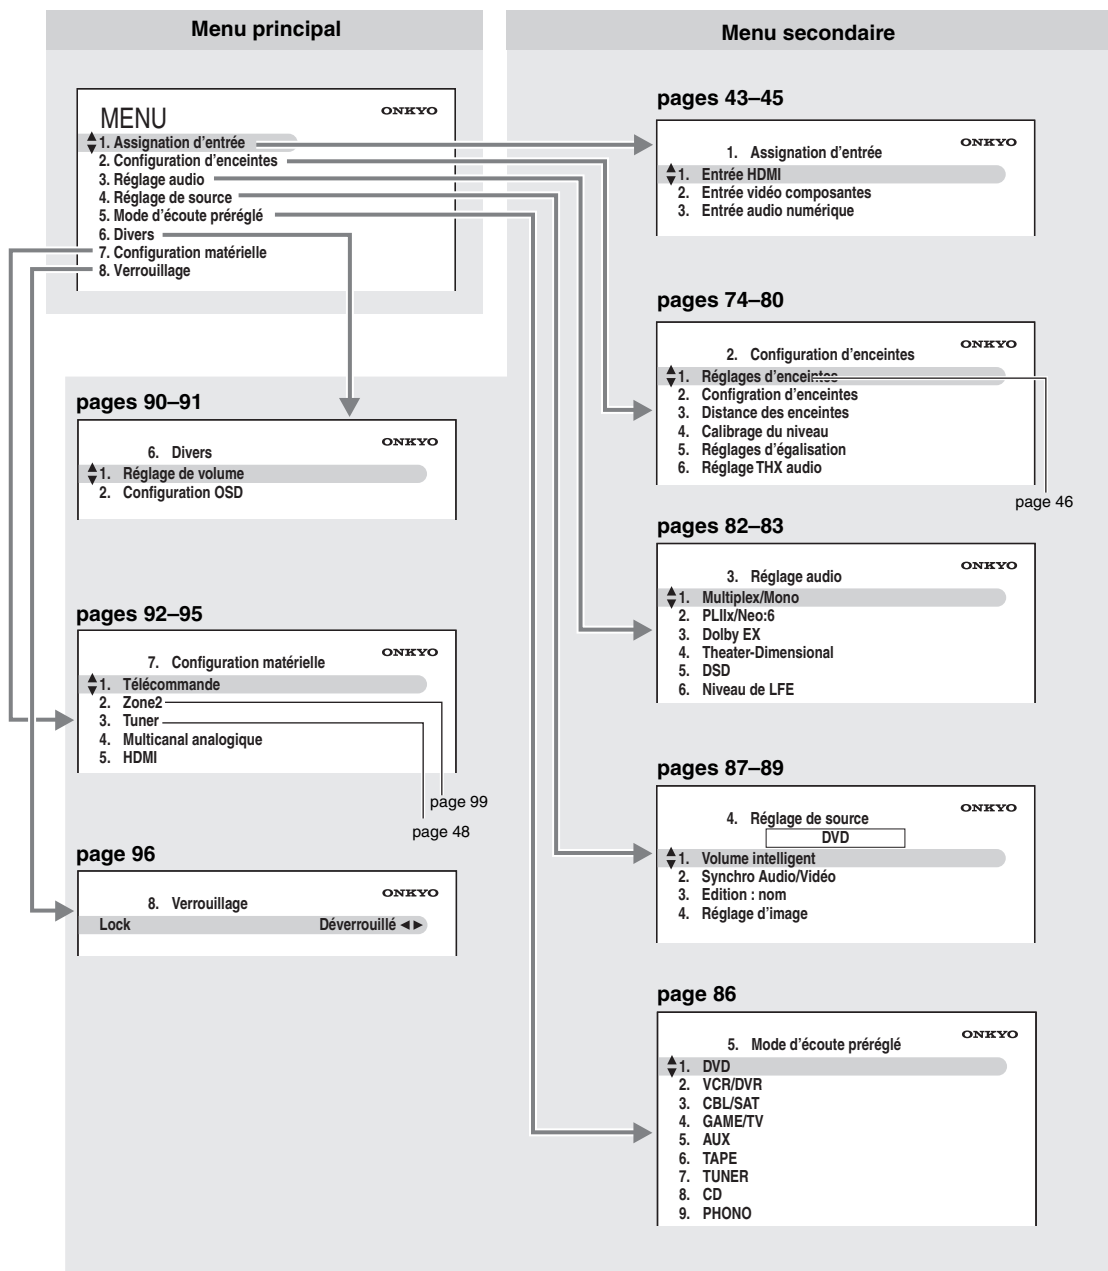 Menu principal
MENU
ONKYO
1. Assignation d'entrée
2. Configuration d'enceintes
3. Réglage audio
4. Réglage de source
5. Mode d'écoute préréglé
6. Divers
7. Configuration matérielle
8. Verrouillage
pages 90–91
ONKYO
6. Divers
1. Réglage de volume
2. Configuration OSD
pages 92–95
ONKYO
7. Configuration matérielle
1. Télécommande
2. Zone2
3. Tuner
4. Multicanal analogique
5. HDMI
page 99
page 48
page 96
ONKYO
8. Verrouillage
Lock Déverrouillé ◄►
Menu secondaire
pages 43–45
ONKYO
1. Assignation d'entrée
1. Entrée HDMI
2. Entrée vidéo composantes
3. Entrée audio numérique
pages 74–80
ONKYO
2. Configuration d'enceintes
1. Réglages d'enceintes
2. Configration d'enceintes
3. Distance des enceintes
4. Calibrage du niveau
5. Réglages d'égalisation
6. Réglage THX audio
page 46
pages 82–83
ONKYO
3. Réglage audio
1. Multiplex/Mono
2. PLIIx/Neo:6
3. Dolby EX
4. Theater-Dimensional
5. DSD
6. Niveau de LFE
pages 87–89
ONKYO
4. Réglage de source
DVD
1. Volume intelligent
2. Synchro Audio/Vidéo
3. Edition : nom
4. Réglage d'image
page 86
ONKYO
5. Mode d'écoute préréglé
1. DVD
2. VCR/DVR
3. CBL/SAT
4. GAME/TV
5. AUX
6. TAPE
7. TUNER
8. CD
9. PHONO